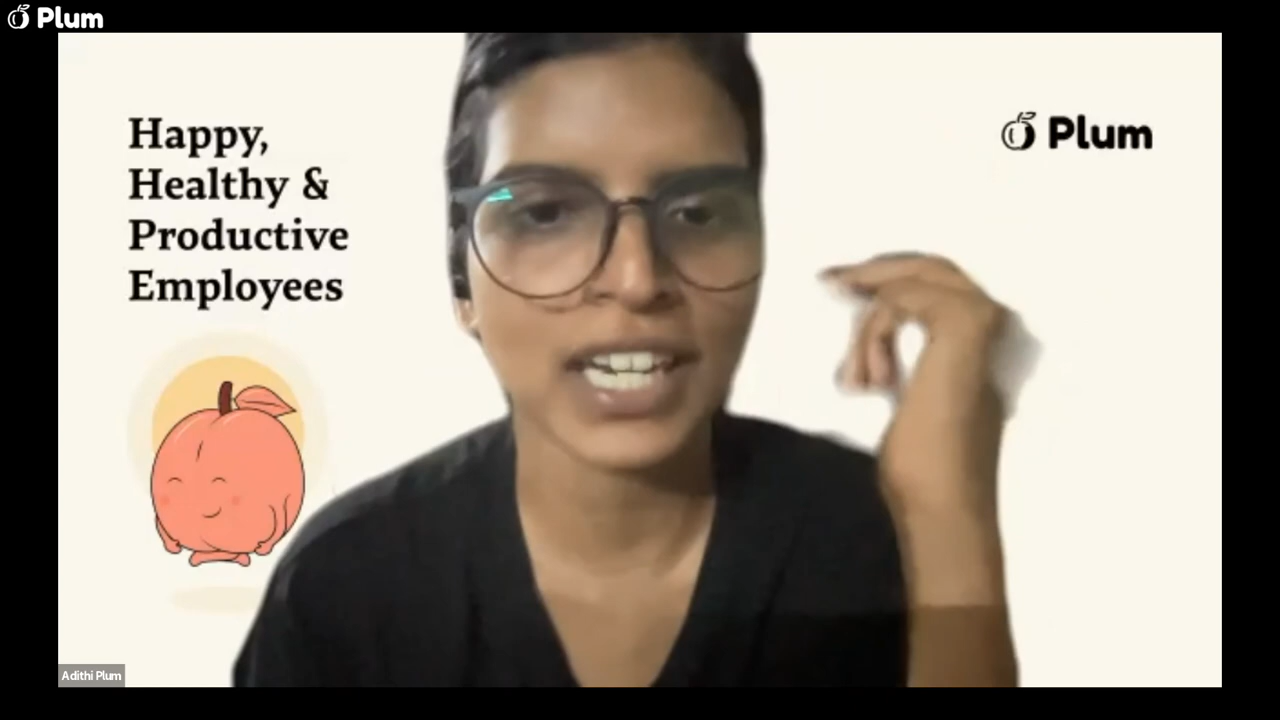 Plum
Happy,
Healthy &
Productive
Employees
Plum
Adithi Plum